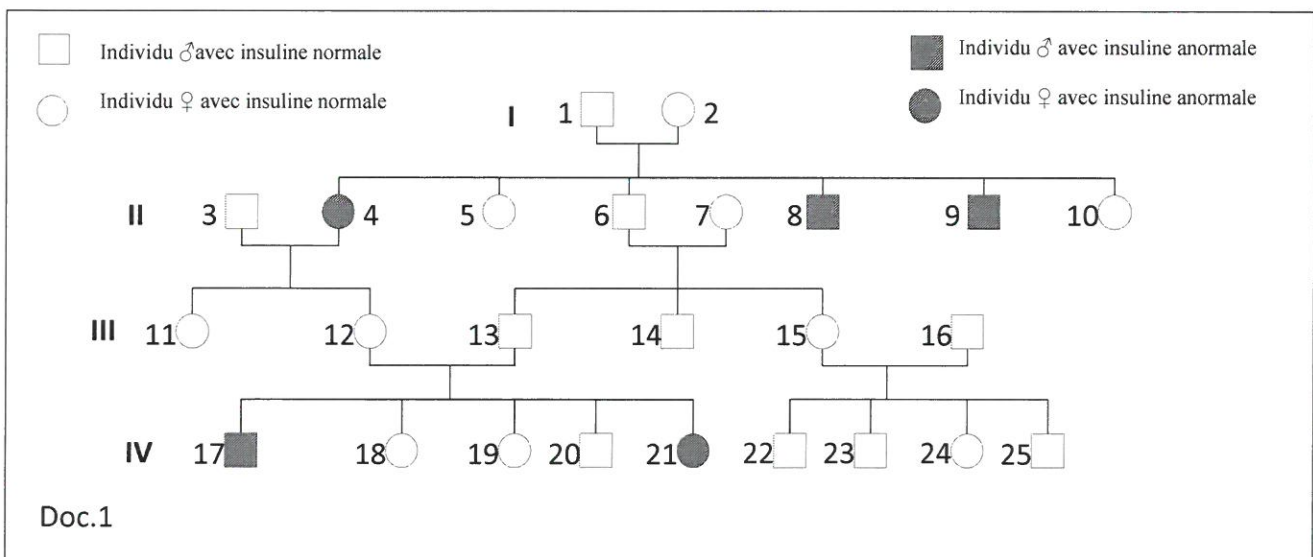 Individu ♂avec insuline normale
Individu ♂ avec insuline anormale
Individu ♀ avec insuline normale
Individu ♀ avec insuline anormale
I 1 2
II 3 4 5 6 7 8 9 10
III 11 12 13 14 15 16
IV 17 18 19 20 21 22 23 24 25
Doc.1